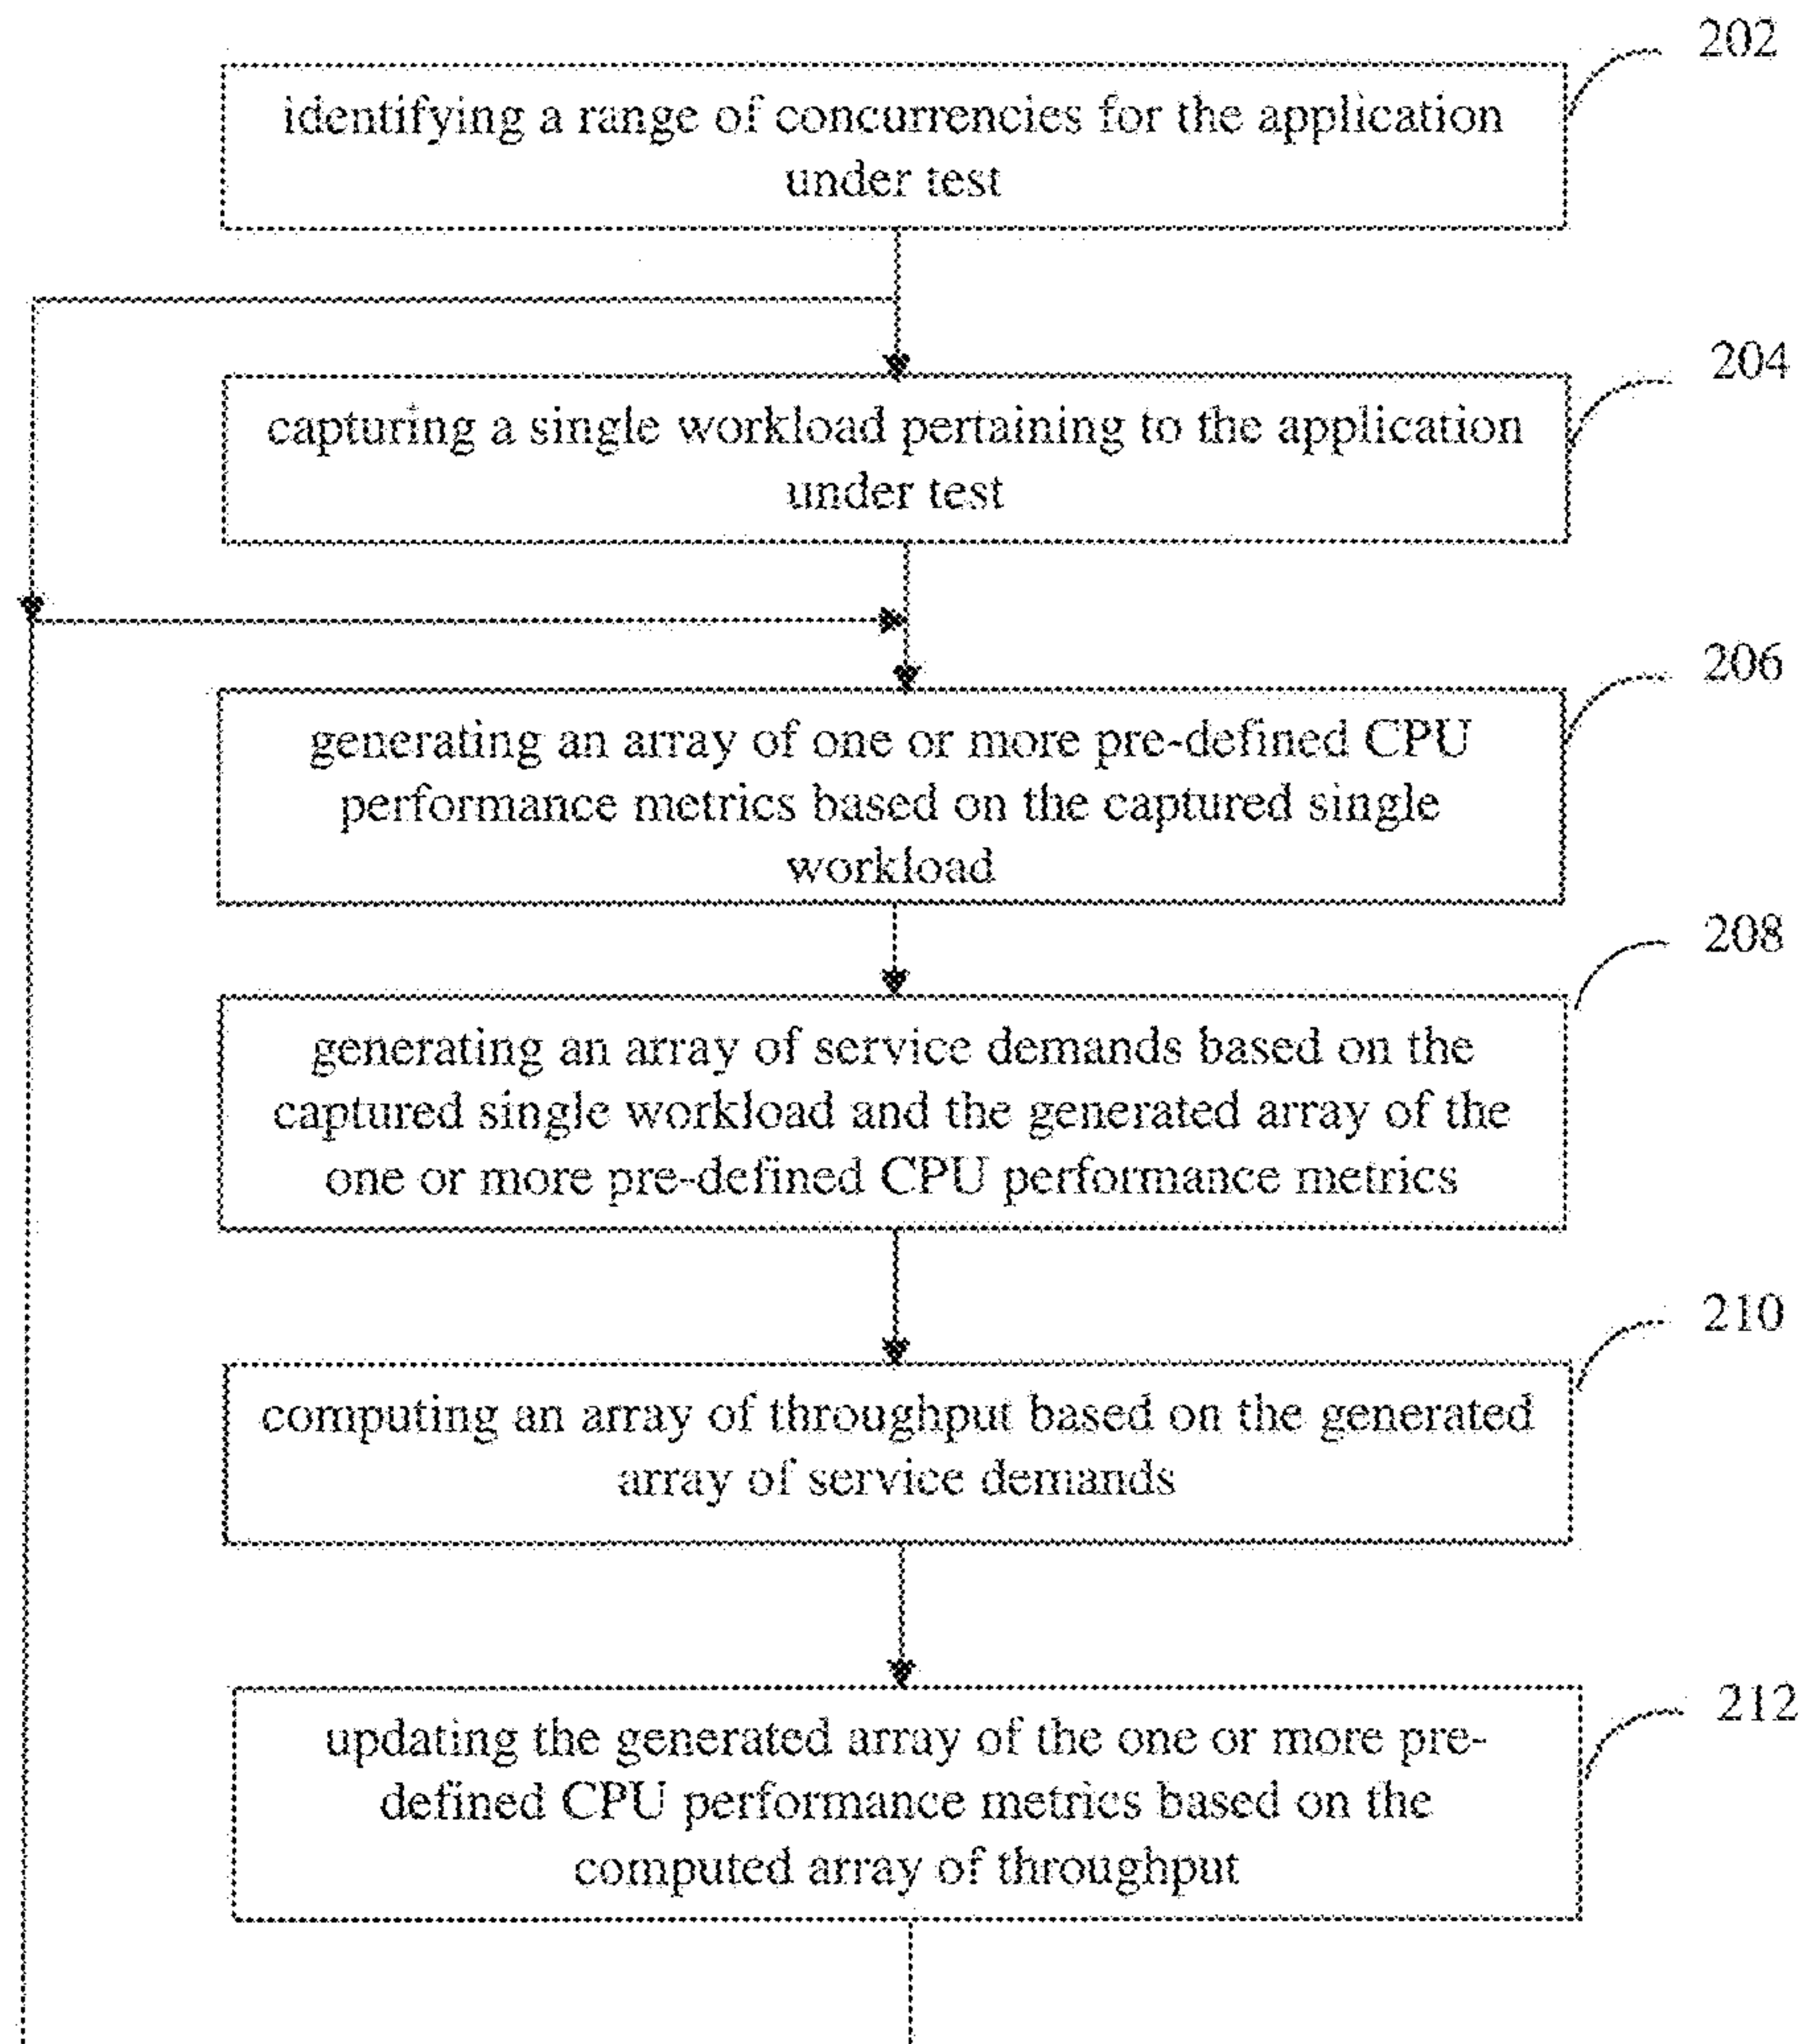 202
identifying a range of concurrencies for the application
under test
204
capturing a single workload pertaining to the application
under test
206
generating an array of one or more pre-defined CPU
performance metrics based on the captured single
workload
208
generating an array of service demands based on the
captured single workload and the generated array of the
one or more pre-defined CPU performance metrics
210
computing an array of throughput based on the generated
array of service demands
212
updating the generated array of the one or more pre-
defined CPU performance metrics based on the
computed array of throughput